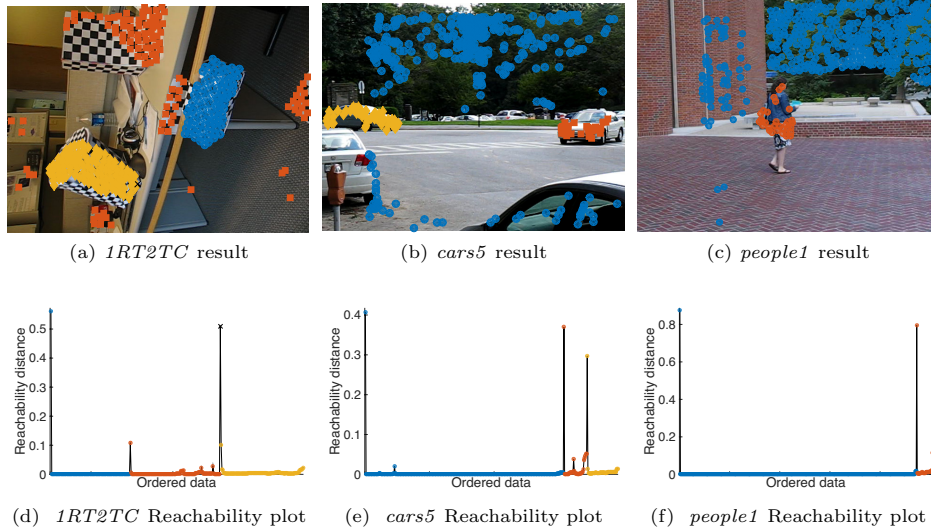 (a) 1RT2TC result
(b) cars5 result
(c) people1 result
Reachability distance
0.5
0.4
0.3
0.2
0.1
0
Ordered data
Reachability distance
0.4
0.3
0.2
0.1
0
Ordered data
Reachability distance
0.8
0.6
0.4
0.2
0
Ordered data
(d) 1RT2TC Reachability plot
(e) cars5 Reachability plot
(f) people1 Reachability plot